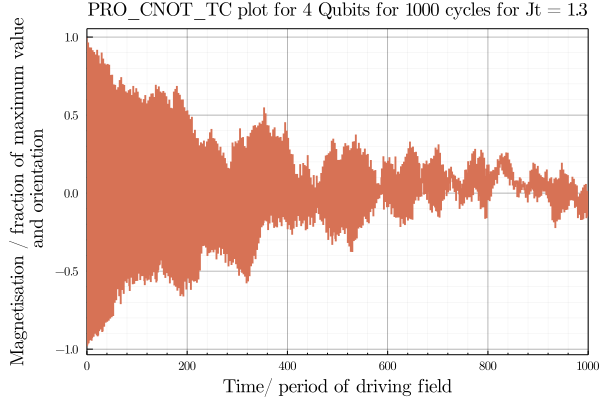 PRO_CNOT_TC plot for 4 Qubits for 1000 cycles for Jt = 1.3
Magnetisation / fraction of maximum value
and orientation
1.0
0.5
0.0
−0.5
−1.0
0 200 400 600 800 1000
Time/ period of driving field